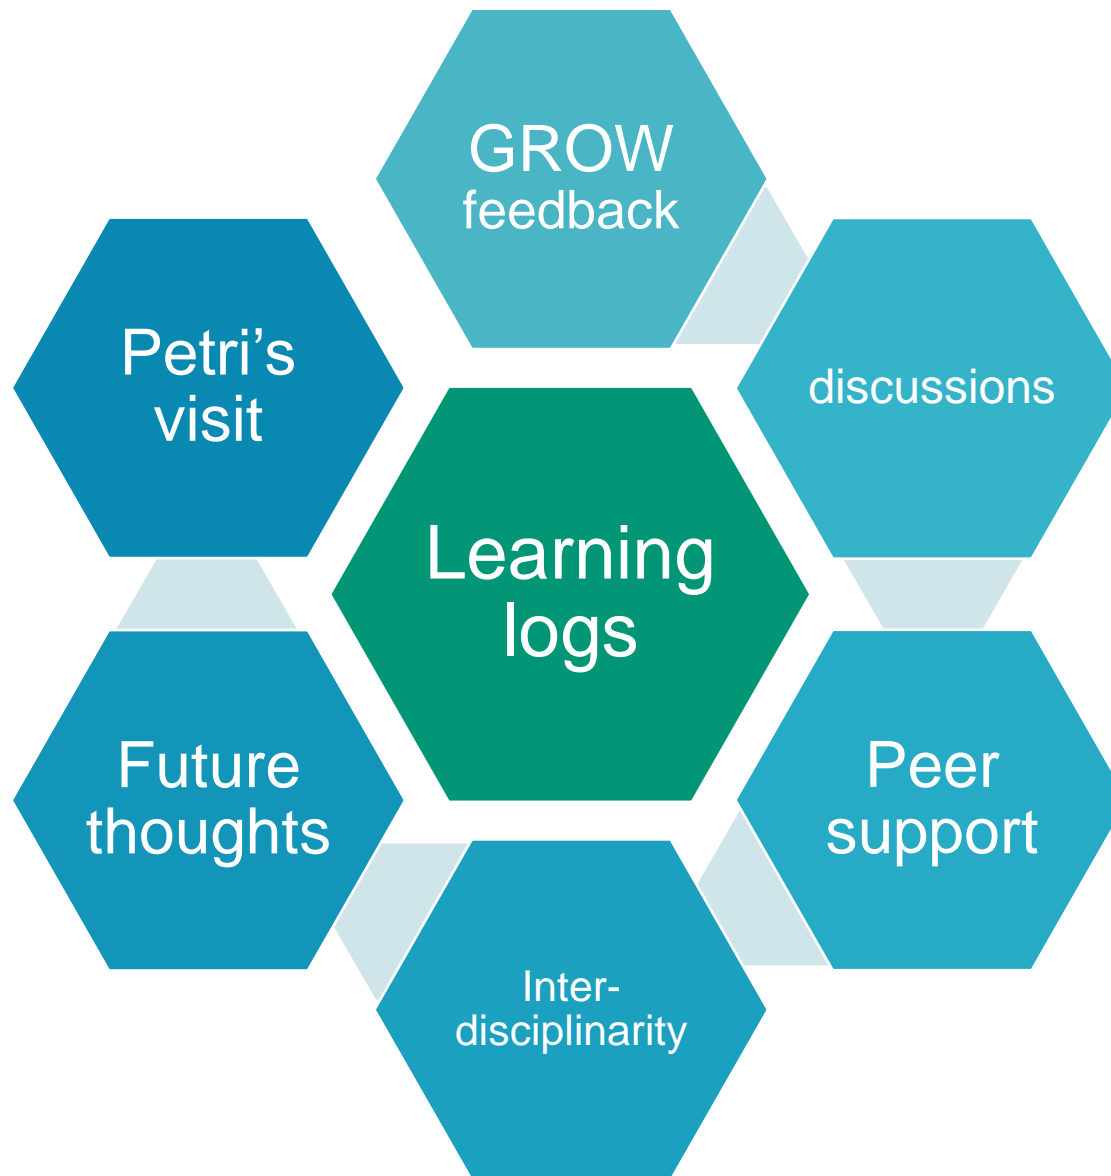 GROW
feedback
discussions
Peer
support
Inter-
disciplinarity
Future
thoughts
Petri’s
visit
Learning
logs